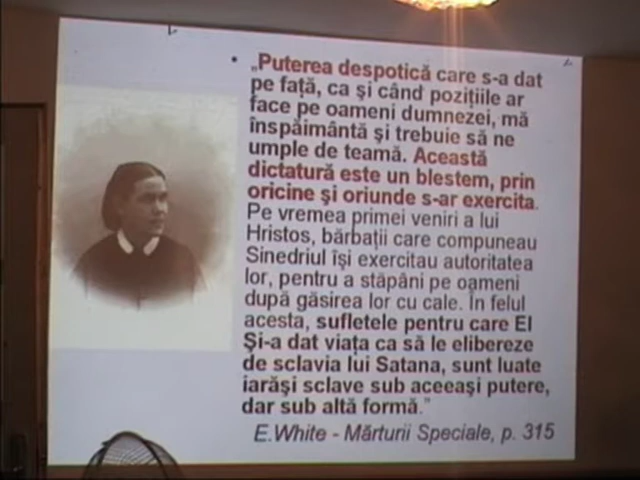 • „Puterea despotică care s-a dat
pe faţă, ca şi când poziţiile ar
face pe oameni dumnezei, mă
înspăimântă şi trebuie să ne
umple de teamă. Această
dictatură este un blestem, prin
oricine şi oriunde s-ar exercita.
Pe vremea primei veniri a lui
Hristos, bărbaţii care compuneau
Sinedriul îşi exercitau autoritatea
lor, pentru a stăpâni pe oameni
după găsirea lor cu cale. În felul
acesta, sufletele pentru care El
Şi-a dat viaţa ca să le elibereze
de sclavia lui Satana, sunt luate
iarăşi sclave sub aceeaşi putere,
dar sub altă formă.”
E.White - Mărturii Speciale, p. 315